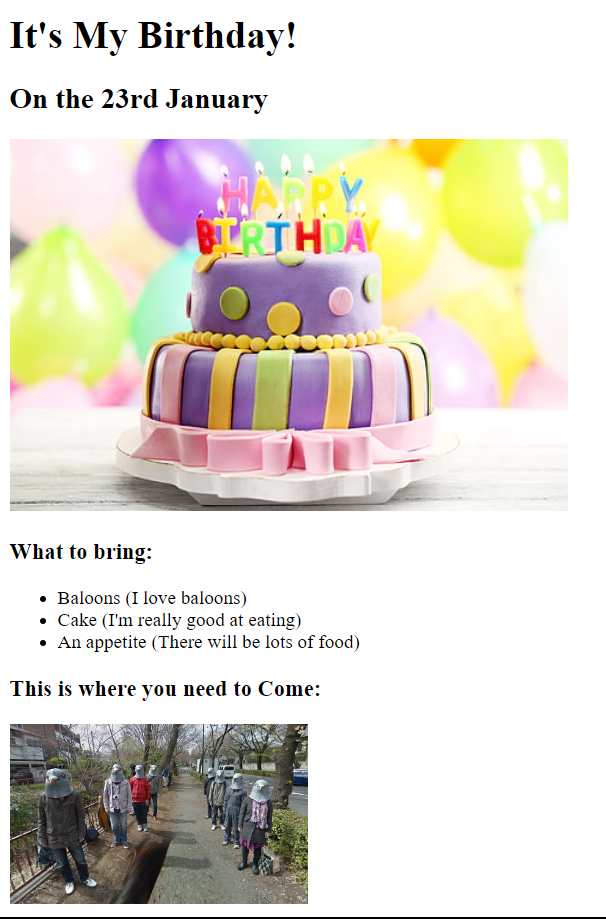 It's My Birthday!
On the 23rd January
HAPPY
BIRTHDAY
What to bring:
Baloons (I love baloons)
Cake (I'm really good at eating)
An appetite (There will be lots of food)
This is where you need to Come: